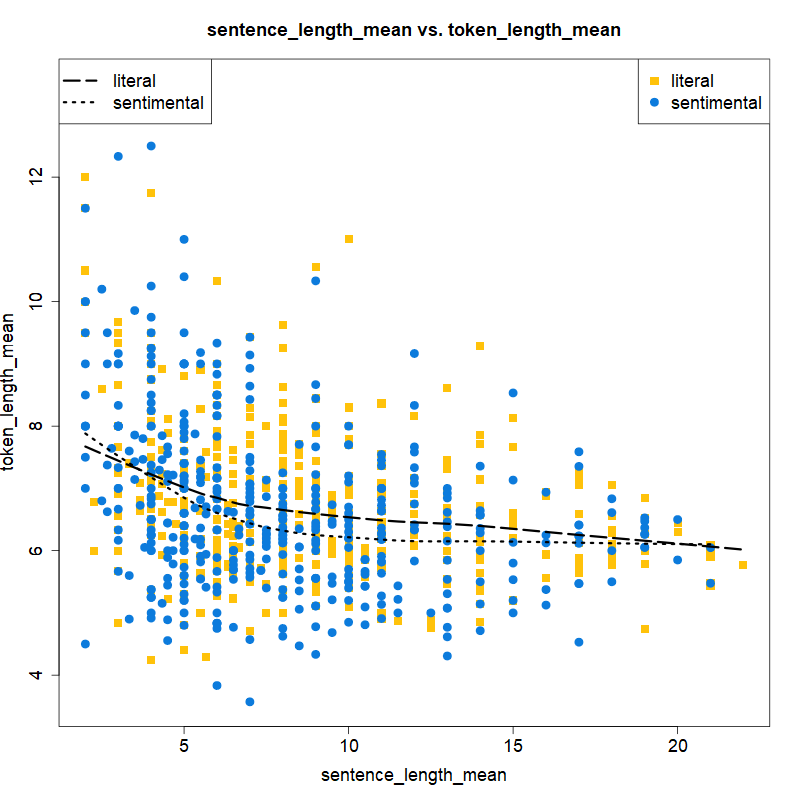 sentence_length_mean vs. token_length_mean
literal
sentimental
literal
sentimental
token_length_mean
12
10
8
6
4
5
10
15
20
sentence_length_mean